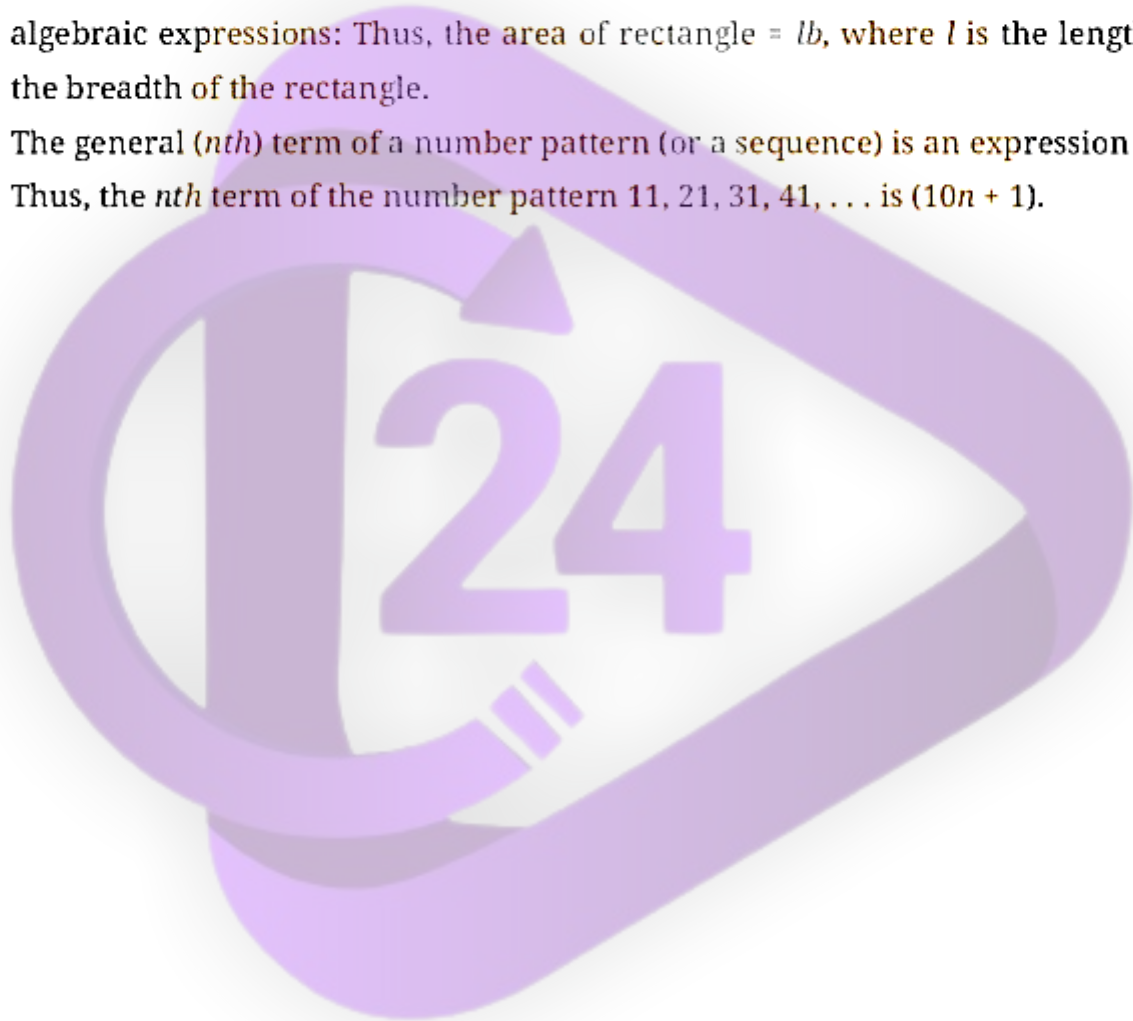 algebraic expressions: Thus, the area of rectangle = lb, where l is the lengt
the breadth of the rectangle.
The general (nth) term of a number pattern (or a sequence) is an expression
Thus, the nth term of the number pattern 11, 21, 31, 41, . . . is (10n + 1).
24